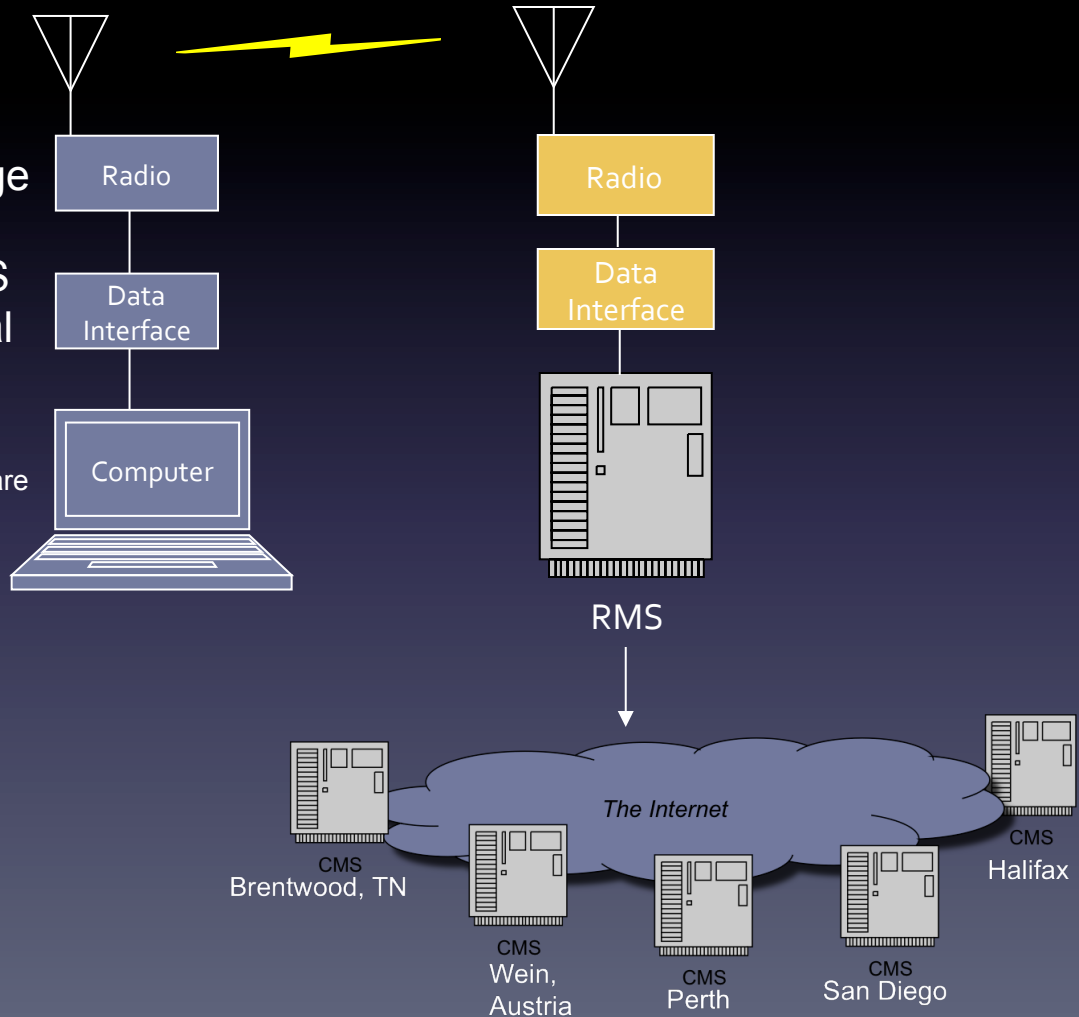 Radio
Data
Interface
Computer
Radio
Data
Interface
RMS
The Internet
CMS
Brentwood, TN
CMS
Wein,
Austria
CMS
Perth
CMS
San Diego
CMS
Halifax